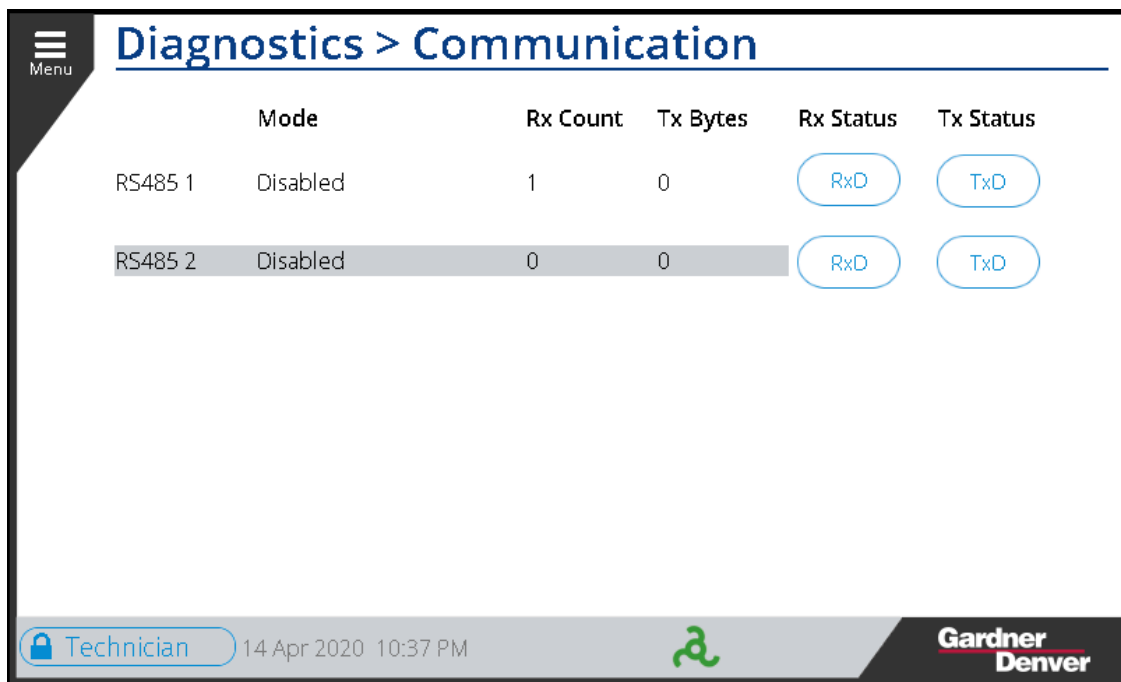 Menu
Diagnostics > Communication
Mode Rx Count Tx Bytes Rx Status Tx Status
RS485 1 Disabled 1 0 RxD TxD
RS485 2 Disabled 0 0 RxD TxD
Technician 14 Apr 2020 10:37 PM
Gardner
Denver